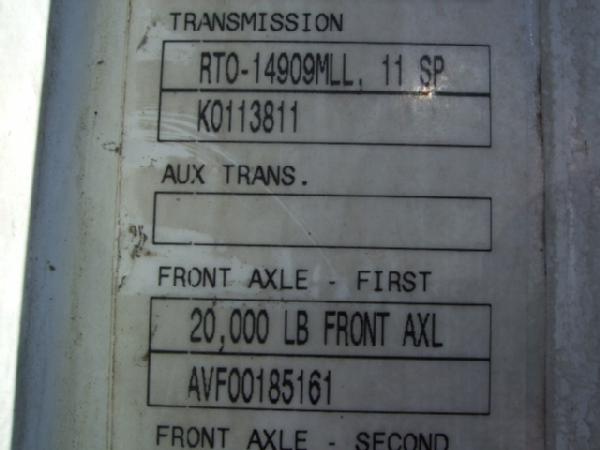 TRANSMISSION
RTO-14909MLL, 11 SP
K0113811
AUX TRANS.
FRONT AXLE - FIRST
20,000 LB FRONT AXL
AVF00185161
FRONT AXLE - SECOND